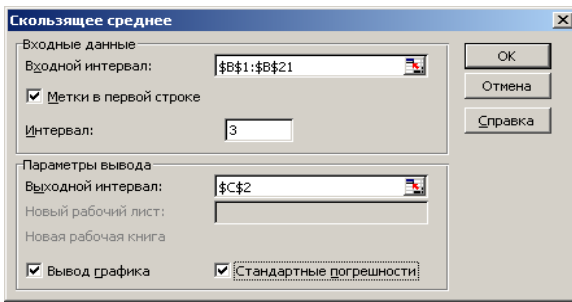 Скользящее среднее
Входные данные
Входной интервал: $B$1:$B$21
Метки в первой строке
Интервал: 3
OK
Отмена
Справка
Параметры вывода
Выходной интервал: $C$2
Новый рабочий лист:
Новая рабочая книга
Вывод графика Стандартные погрешности